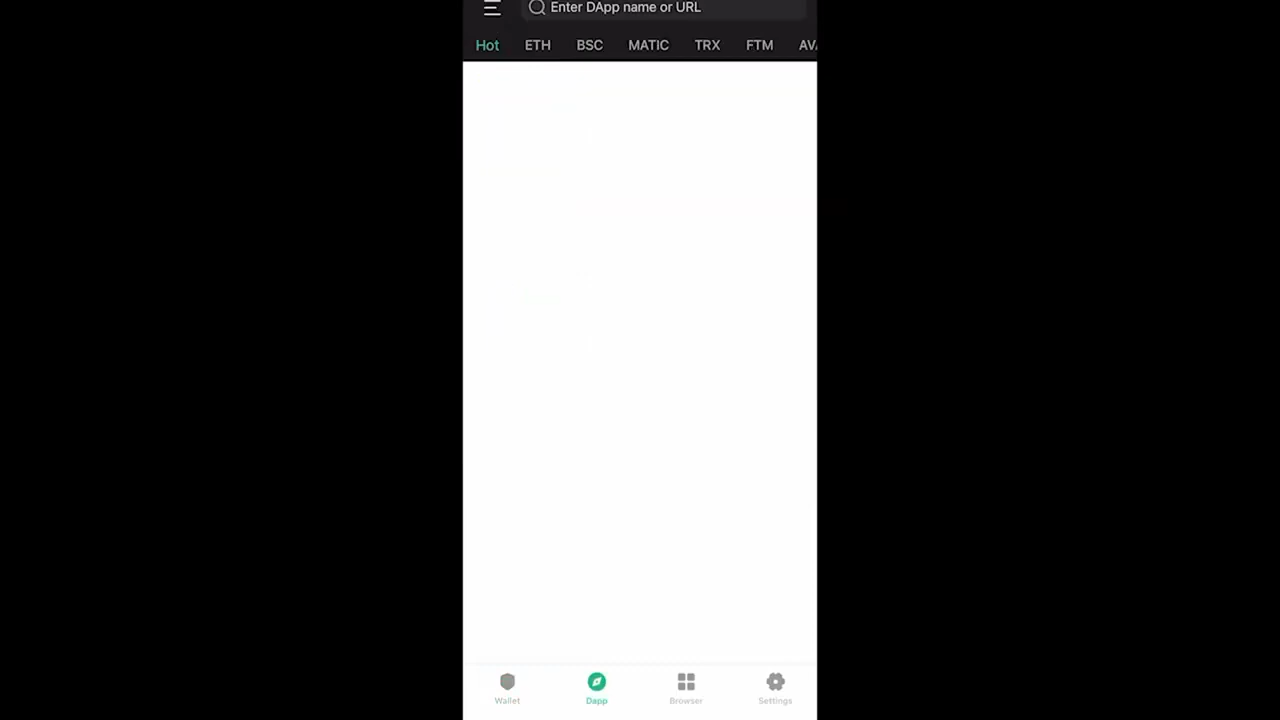 Enter DApp name or URL
Hot ETH BSC MATIC TRX FTM
Wallet Dapp Browser Settings